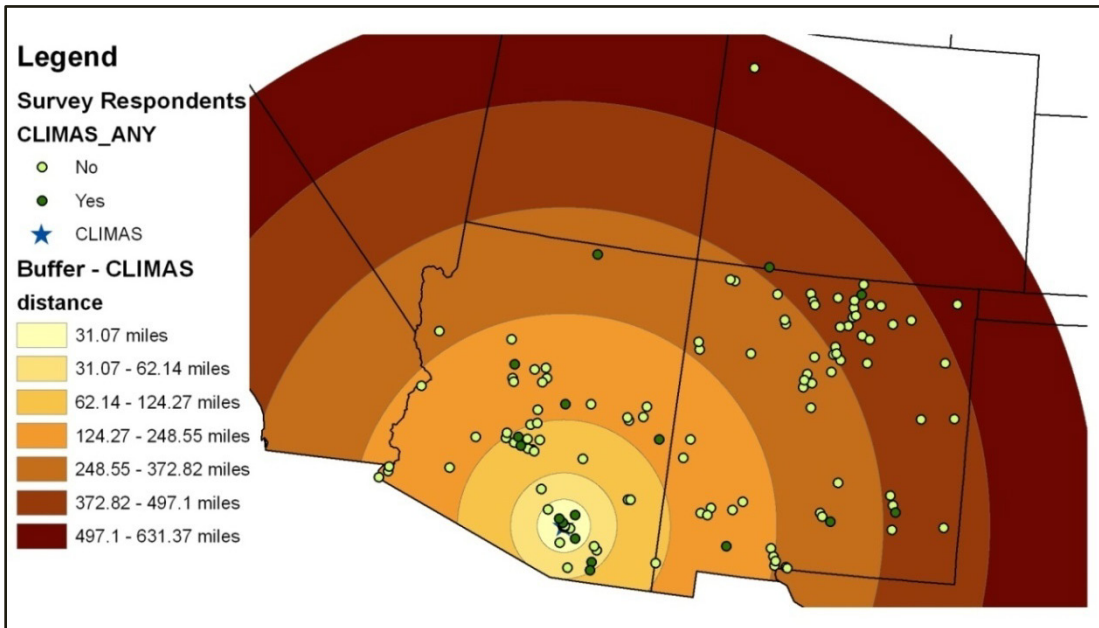 Legend
Survey Respondents
CLIMAS_ANY
No
Yes
CLIMAS
Buffer - CLIMAS
distance
31.07 miles
31.07 - 62.14 miles
62.14 - 124.27 miles
124.27 - 248.55 miles
248.55 - 372.82 miles
372.82 - 497.1 miles
497.1 - 631.37 miles